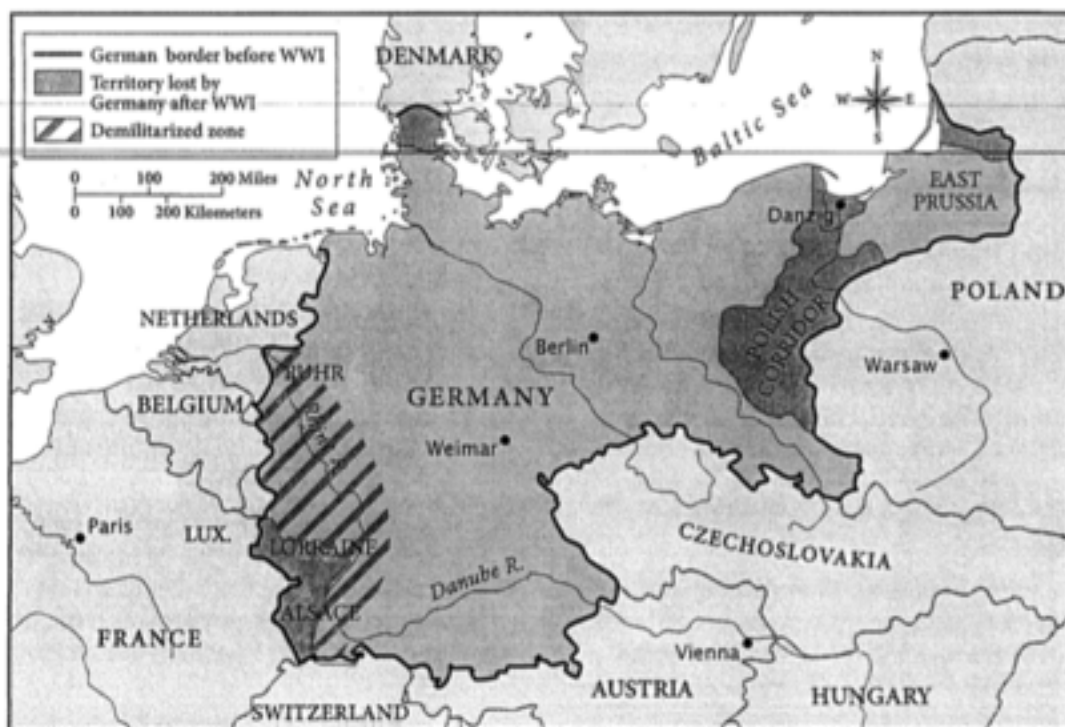 German border before WWI
Territory lost by
Germany after WWI
Demilitarized zone
0 100 200 Miles
0 100 200 Kilometers
DENMARK
N
W E
S
Baltic Sea
North
Sea
EAST
PRUSSIA
Danzig
POLAND
POLISH
CORRIDOR
NETHERLANDS
Berlin
Warsaw
RUHR
BELGIUM
GERMANY
Rhine R.
Weimar
Paris
LUX.
LORRAINE
CZECHOSLOVAKIA
Danube R.
ALSACE
FRANCE
Vienna
AUSTRIA
HUNGARY
SWITZERLAND